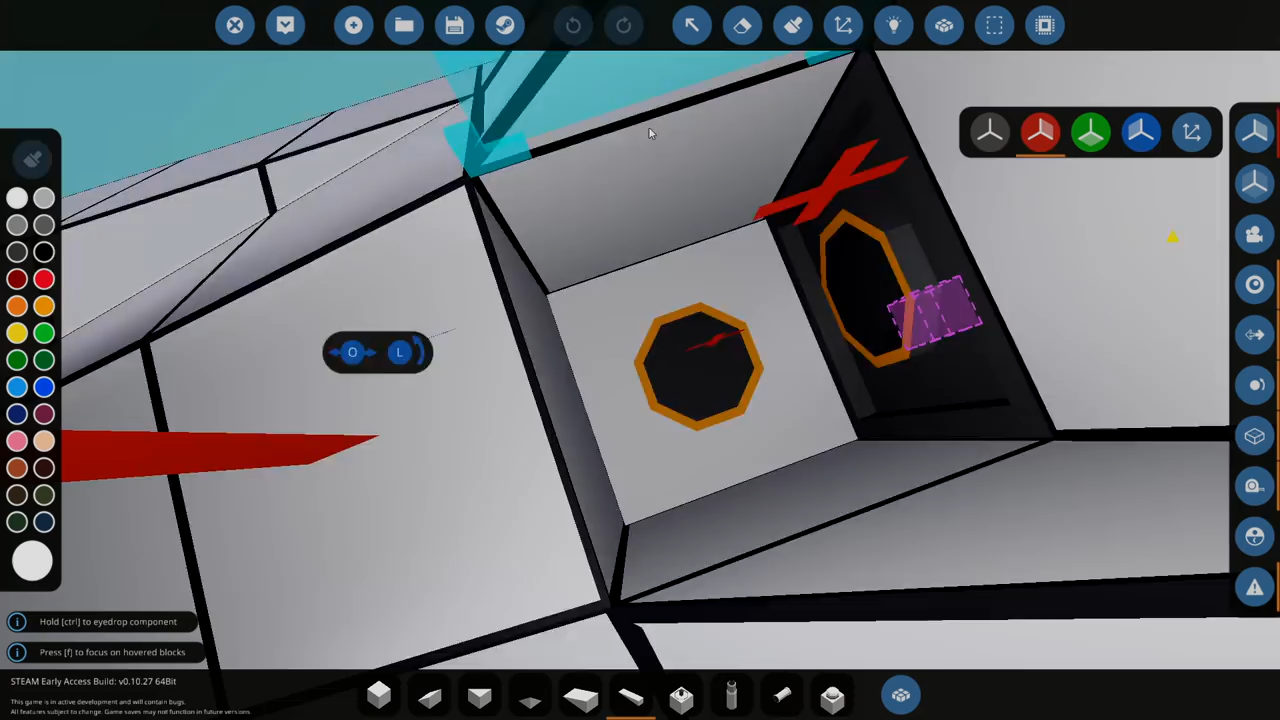 O
L
Hold [ctrl] to eyedrop component
Press [f] to focus on hovered blocks
STEAM Early Access Build: v0.10.27 64Bit
This game is in active development and will contain bugs.
All features subject to change. Game saves may not function in future versions.